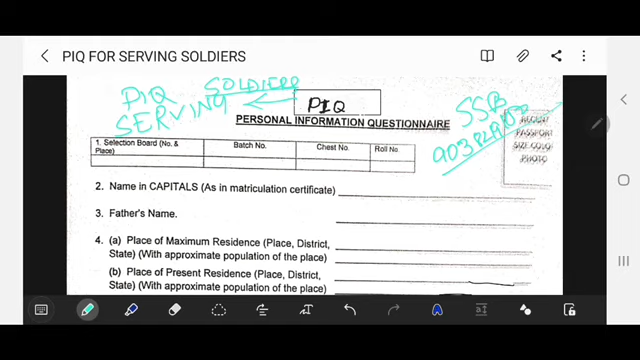 PIQ FOR SERVING SOLDIERS
PIQ SOLDIERS
SERVING
PIQ
SSB
PERSONAL INFORMATION QUESTIONNAIRE
RECENT
PASSPORT
SIZE COLOU
PHOTO
1. Selection Board (No. & Place) Batch No. Chest No. Roll No.
2. Name in CAPITALS (As in matriculation certificate)
3. Father's Name.
4. (a) Place of Maximum Residence (Place, District,
State) (With approximate population of the place)
(b) Place of Present Residence (Place, District,
State) (With approximate population of the place)